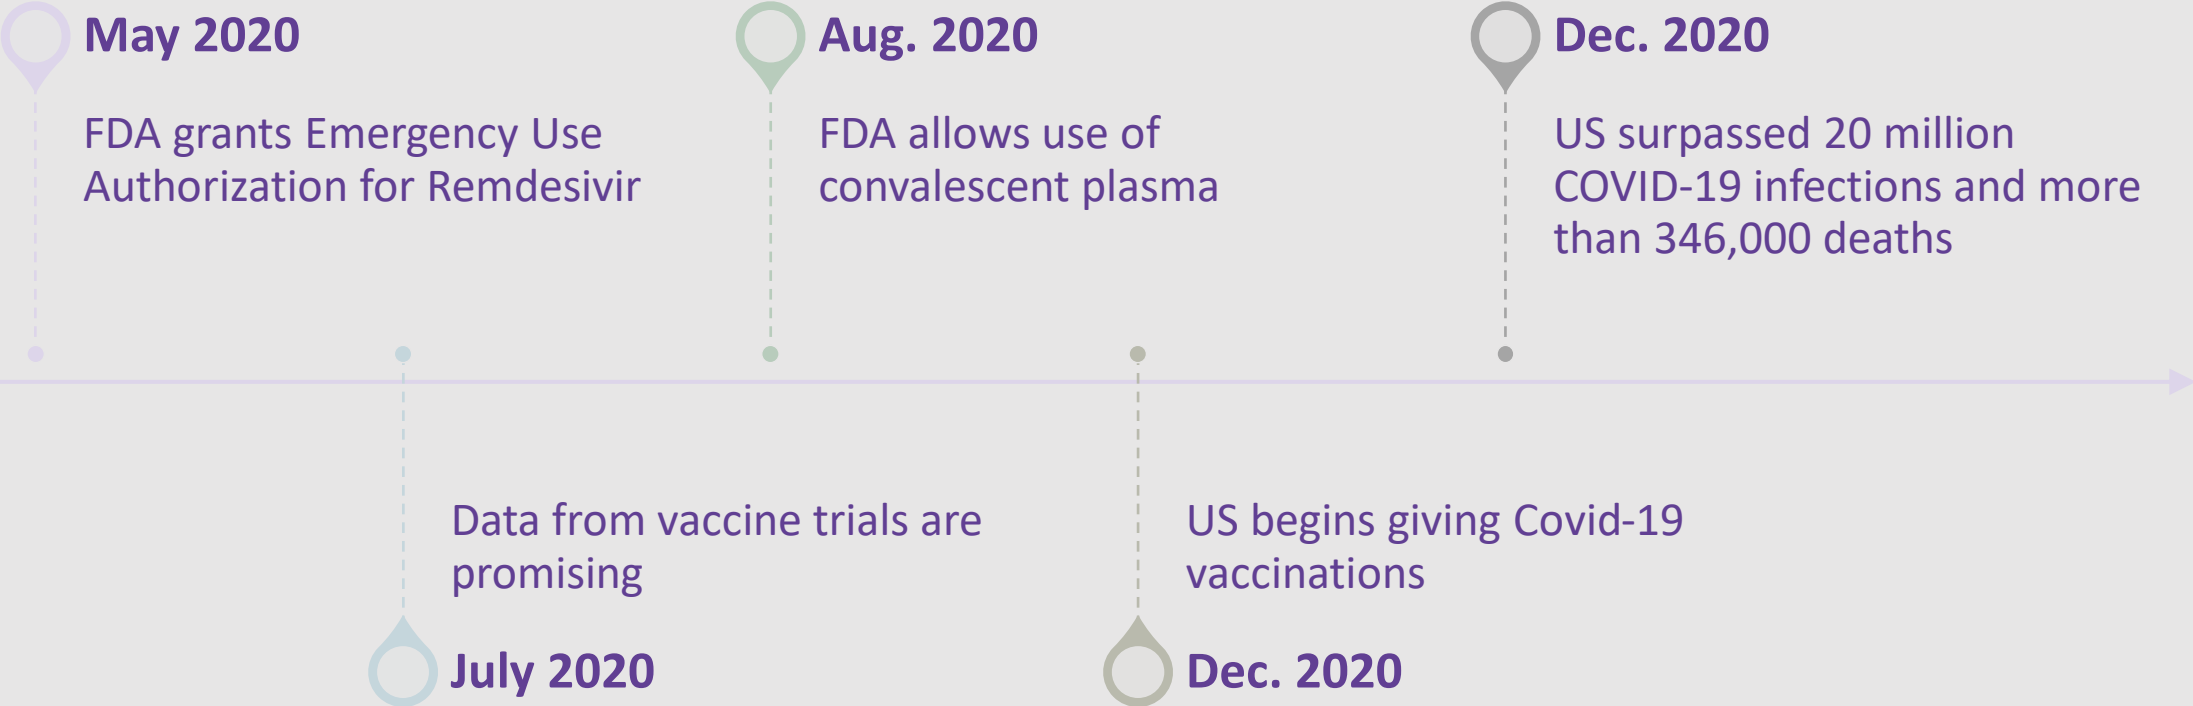 May 2020
FDA grants Emergency Use
Authorization for Remdesivir
Aug. 2020
FDA allows use of
convalescent plasma
Dec. 2020
US surpassed 20 million
COVID-19 infections and more
than 346,000 deaths
Data from vaccine trials are
promising
July 2020
US begins giving Covid-19
vaccinations
Dec. 2020